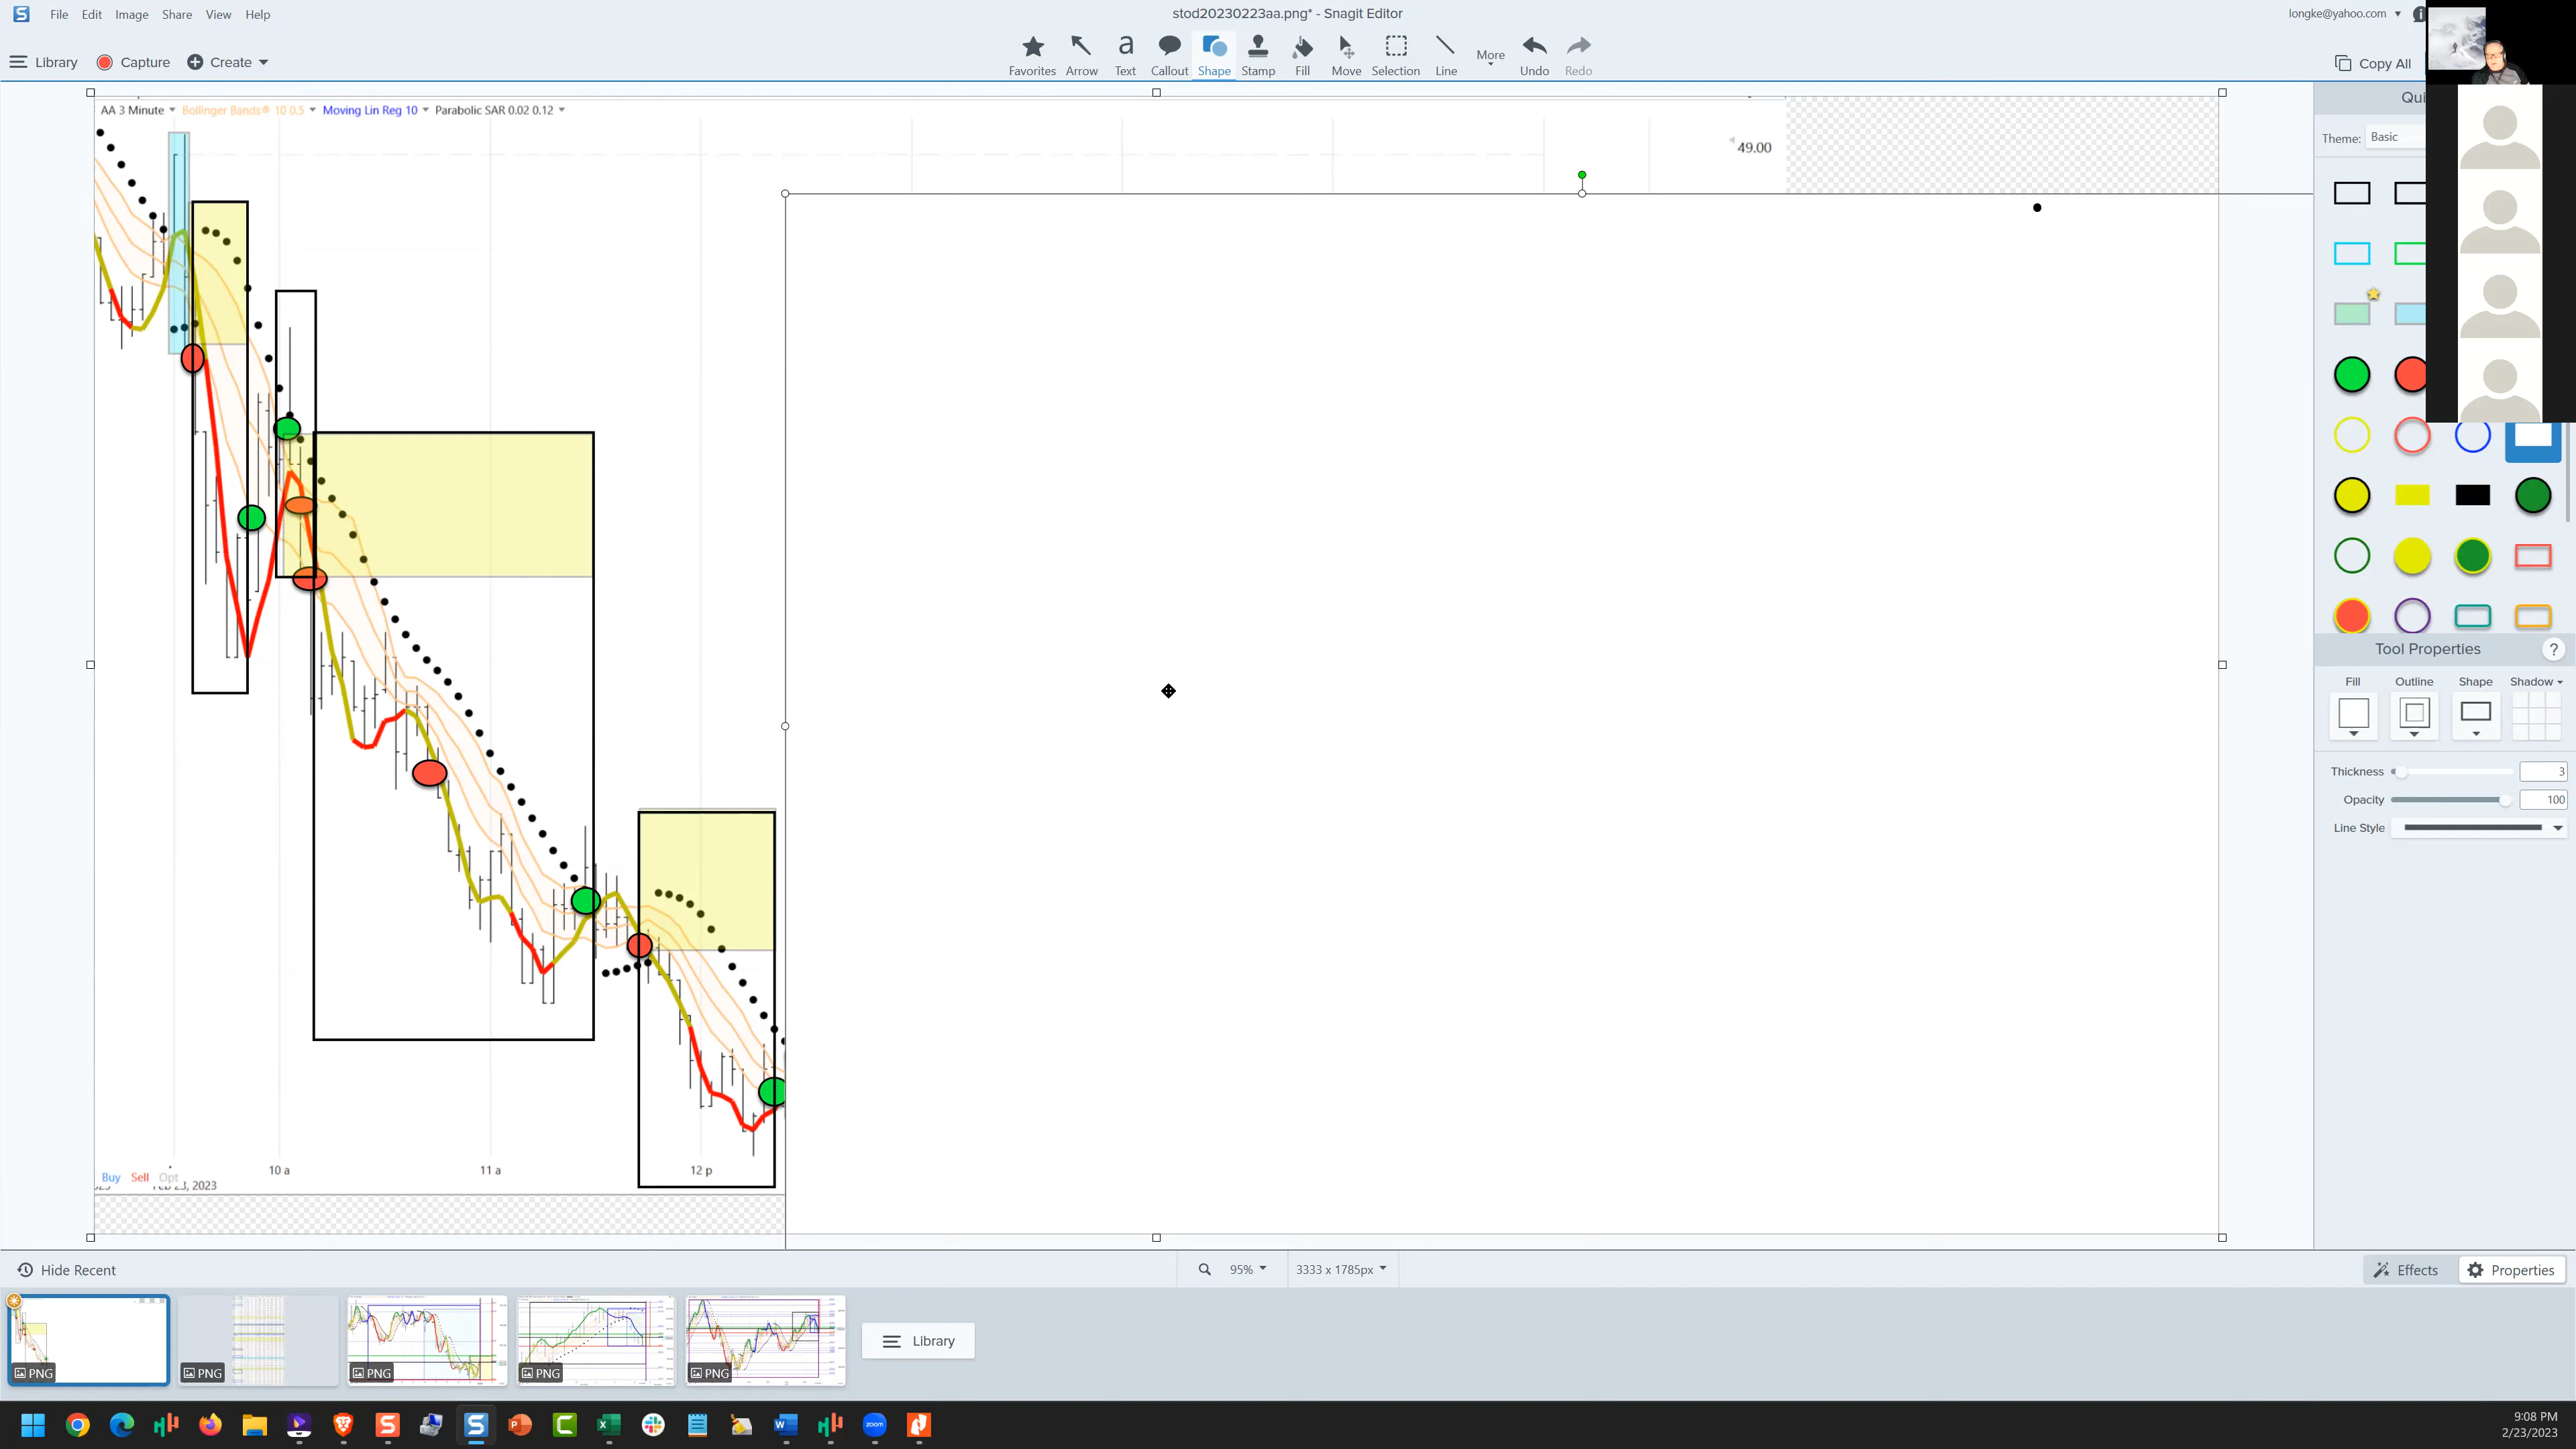 stod20230223aa.png* - Snagit Editor
File Edit Image Share View Help
longke@yahoo.com
Library Capture Create
Favorites Arrow Text Callout Shape Stamp Fill Move Selection Line More Undo Redo
Copy All
AA 3 Minute Bollinger Bands® 10 0.5 Moving Lin Reg 10 Parabolic SAR 0.02 0.12
49.00
Theme: Basic
Tool Properties ?
Fill Outline Shape Shadow
Thickness 3
Opacity 100
Line Style
10 a 11 a 12 p
Buy Sell Opt
23, 2023
Hide Recent
95% 3333 x 1785px
Effects Properties
PNG PNG PNG PNG PNG
Library
zoom
9:08 PM
2/23/2023